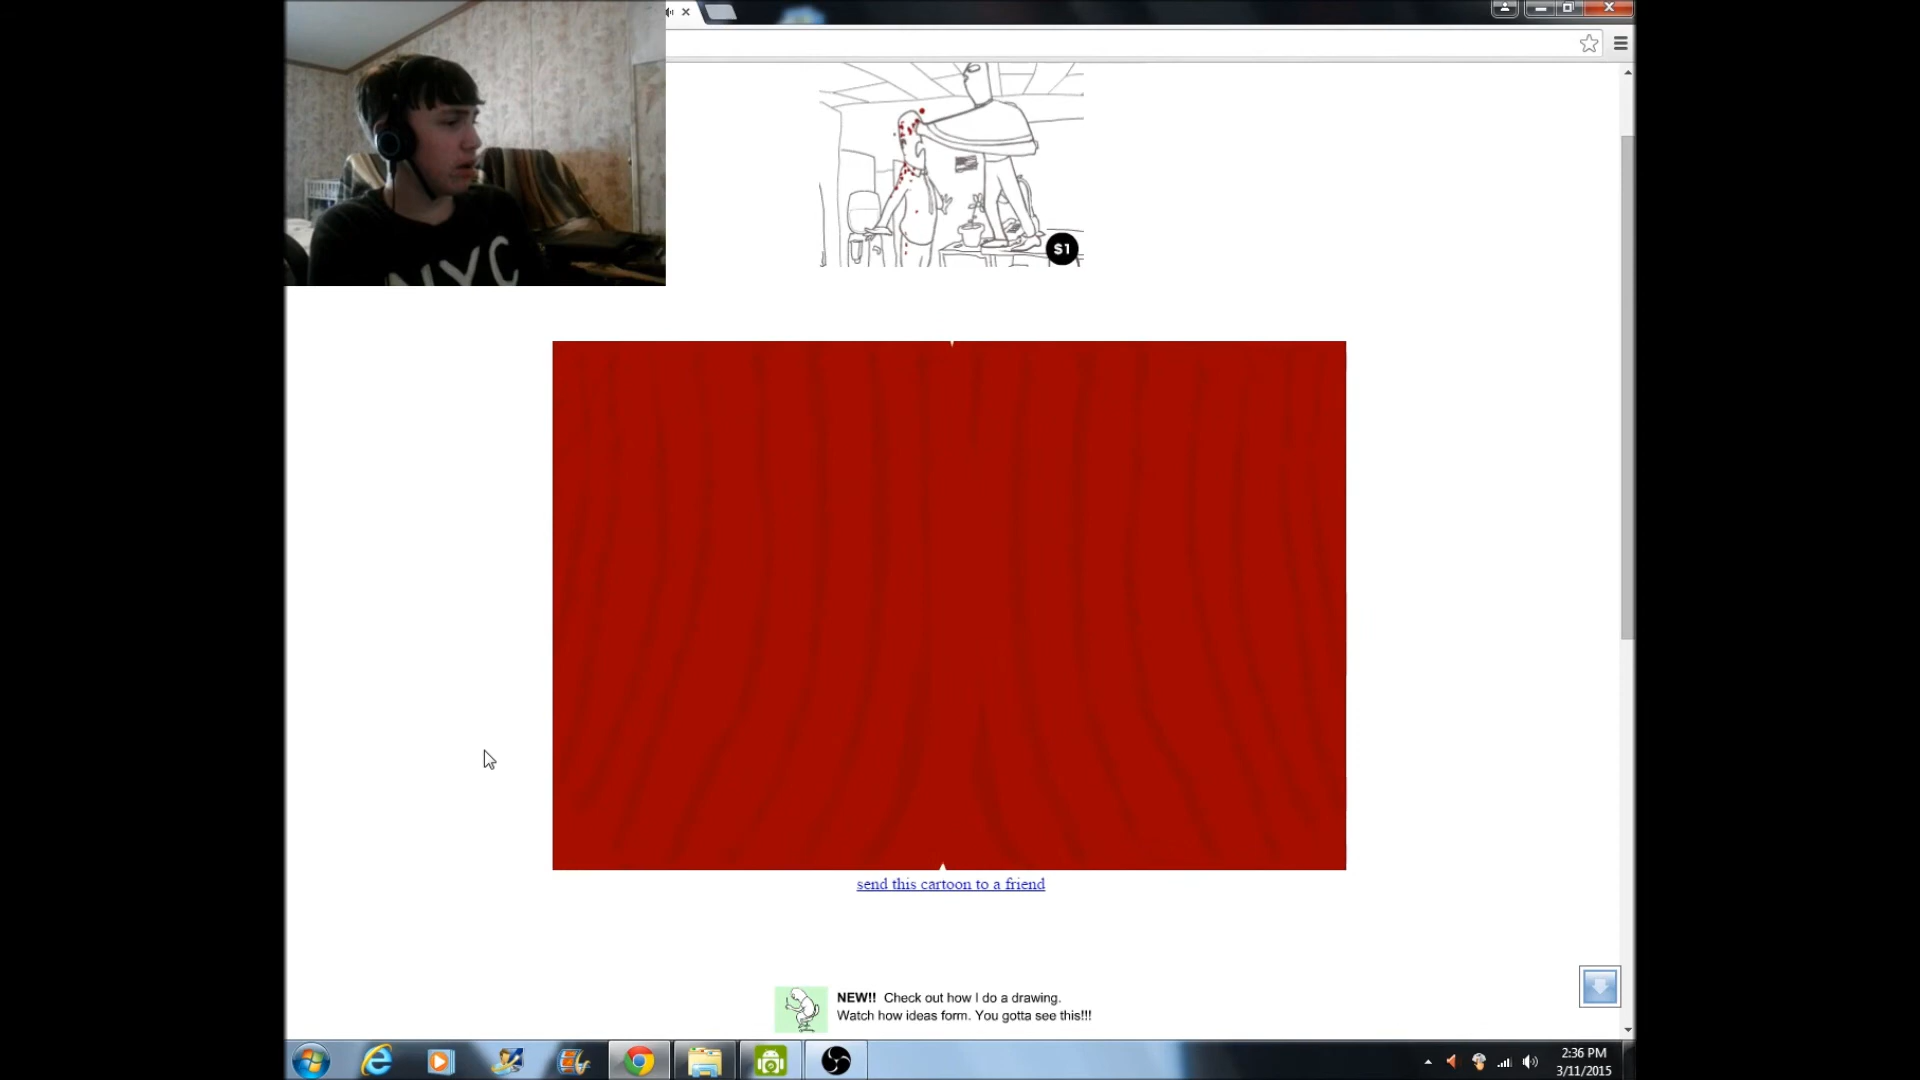 NYC
$1
send this cartoon to a friend
NEW!! Check out how I do a drawing.
Watch how ideas form. You gotta see this!!!
2:36 PM
3/11/2015